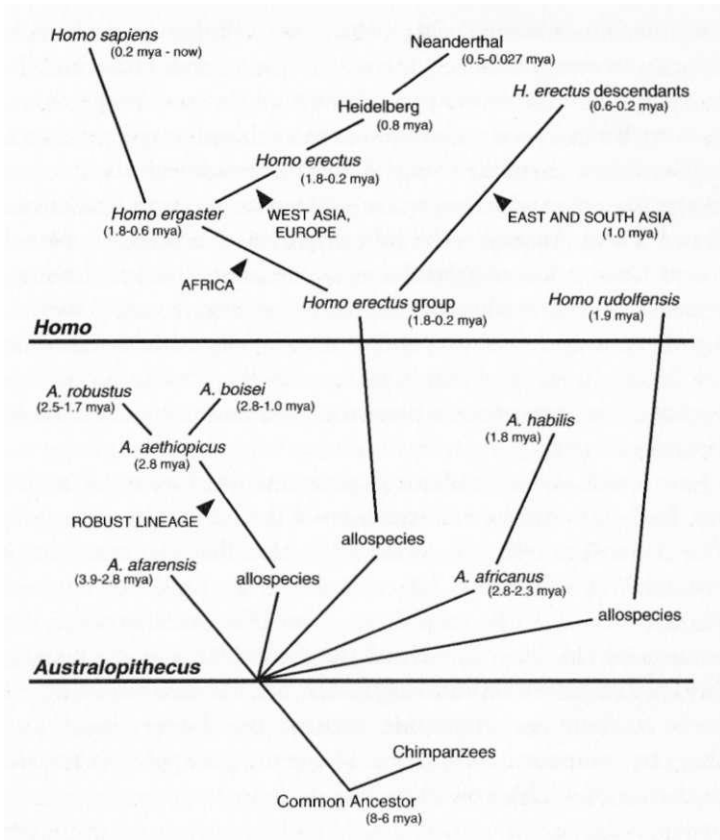 Homo sapiens
(0.2 mya - now)
Neanderthal
(0.5-0.027 mya)
H. erectus descendants
(0.6-0.2 mya)
Heidelberg
(0.8 mya)
Homo erectus
(1.8-0.2 mya)
Homo ergaster
(1.8-0.6 mya)
WEST ASIA,
EUROPE
EAST AND SOUTH ASIA
(1.0 mya)
AFRICA
Homo erectus group
(1.8-0.2 mya)
Homo rudolfensis
(1.9 mya)
Homo
A. robustus
(2.5-1.7 mya)
A. boisei
(2.8-1.0 mya)
A. habilis
(1.8 mya)
A. aethiopicus
(2.8 mya)
ROBUST LINEAGE
allospecies
A. afarensis
(3.9-2.8 mya)
allospecies
A. africanus
(2.8-2.3 mya)
allospecies
Australopithecus
Chimpanzees
Common Ancestor
(8-6 mya)